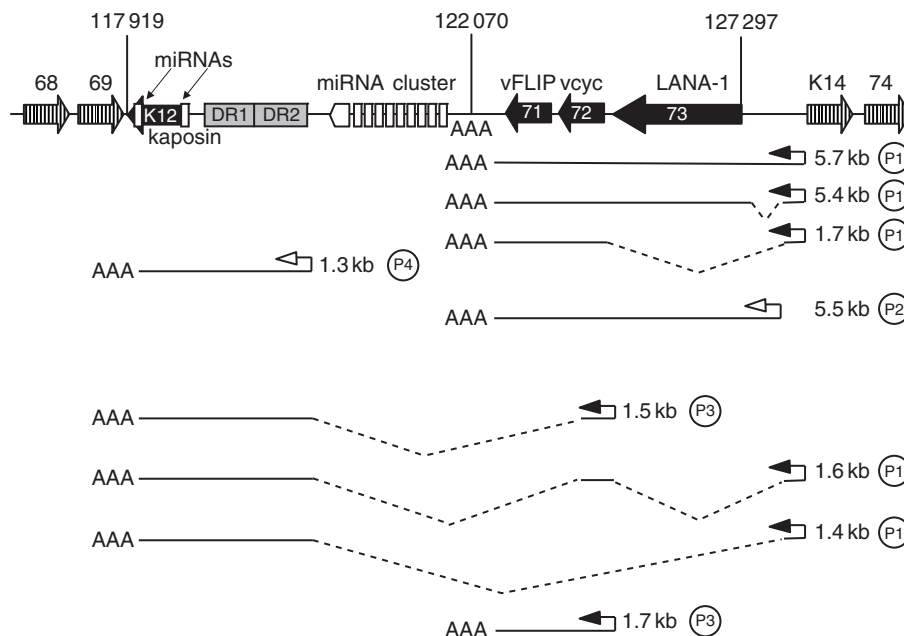 117 919 122 070 127 297
miRNAs
68 69 miRNA cluster vFLIP vcyc LANA-1 K14 74
K12 DR1 DR2 71 72 73
kaposin
AAA
AAA 5.7 kb P1
AAA 5.4 kb P1
AAA 1.7 kb P1
AAA 1.3 kb P4
AAA 5.5 kb P2
AAA 1.5 kb P3
AAA 1.6 kb P1
AAA 1.4 kb P1
AAA 1.7 kb P3